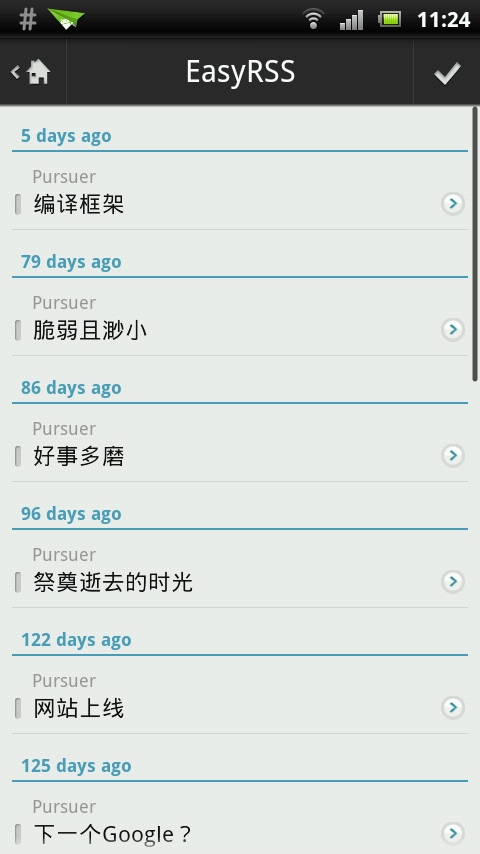 11:24
EasyRSS
5 days ago
Pursuer
编译框架
79 days ago
Pursuer
脆弱且渺小
86 days ago
Pursuer
好事多磨
96 days ago
Pursuer
祭奠逝去的时光
122 days ago
Pursuer
网站上线
125 days ago
Pursuer
下一个Google？